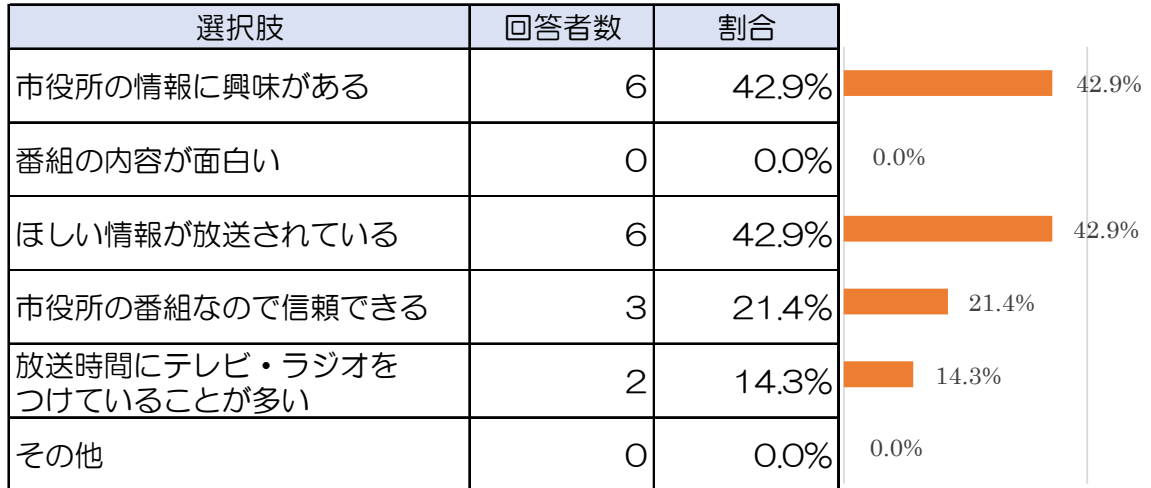 選択肢 回答者数 割合
市役所の情報に興味がある 6 42.9% 42.9%
番組の内容が面白い 0 0.0% 0.0%
ほしい情報が放送されている 6 42.9% 42.9%
市役所の番組なので信頼できる 3 21.4% 21.4%
放送時間にテレビ・ラジオを
つけていることが多い 2 14.3% 14.3%
その他 0 0.0% 0.0%